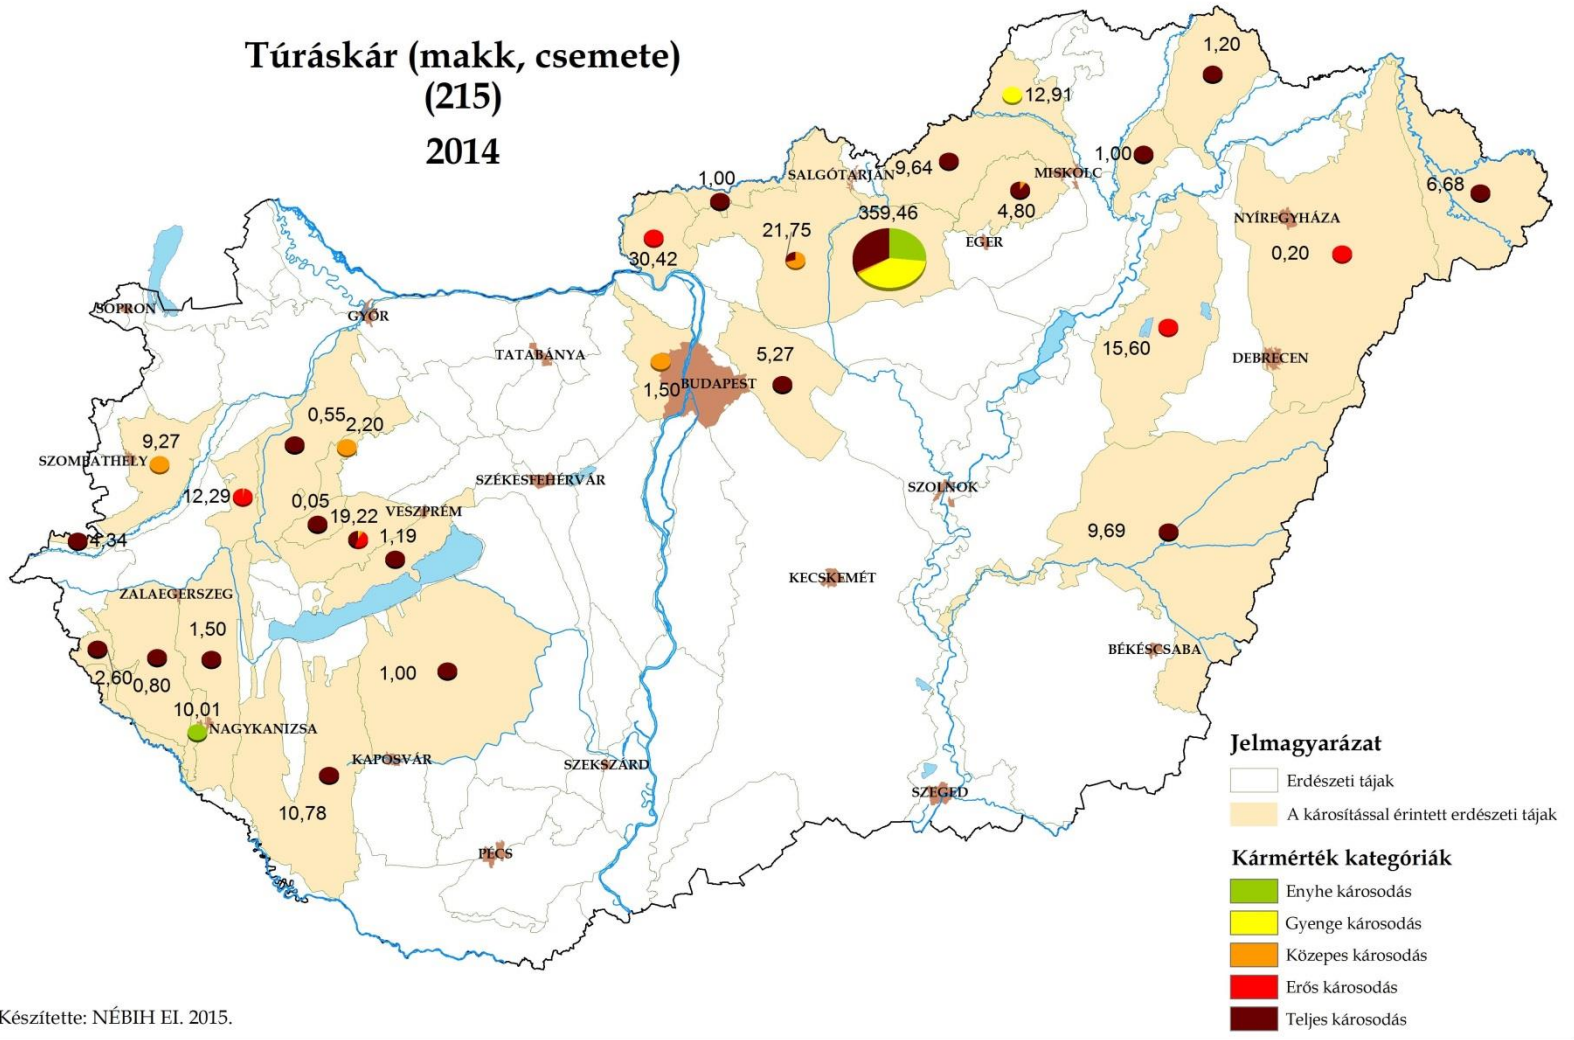 Túráskár (makk, csemete)
(215)
2014
1,20
12,91
1,00
9,64
SALGÓTARJÁN
MISKOLC
1,00
6,68
4,80
359,46
NYÍREGYHÁZA
21,75
EGER
0,20
30,42
SOPRON
GYŐR
TATABÁNYA
5,27
15,60
DEBRECEN
1,50
BUDAPEST
0,55
2,20
9,27
SZOMBATHELY
SZÉKESFEHÉRVÁR
SZOLNOK
12,29
0,05
19,22
VESZPRÉM
1,19
9,69
4,34
KECSKEMÉT
ZALAEGERSZEG
1,50
BÉKÉSCSABA
2,60
0,80
1,00
10,01
NAGYKANIZSA
KAPOSVÁR
SZEKSZÁRD
SZEGED
10,78
PÉCS
Jelmagyarázat
Erdészeti tájak
A károsítással érintett erdészeti tájak
Kármérték kategóriák
Enyhe károsodás
Gyenge károsodás
Közepes károsodás
Erős károsodás
Teljes károsodás
Készítette: NÉBIH EI. 2015.